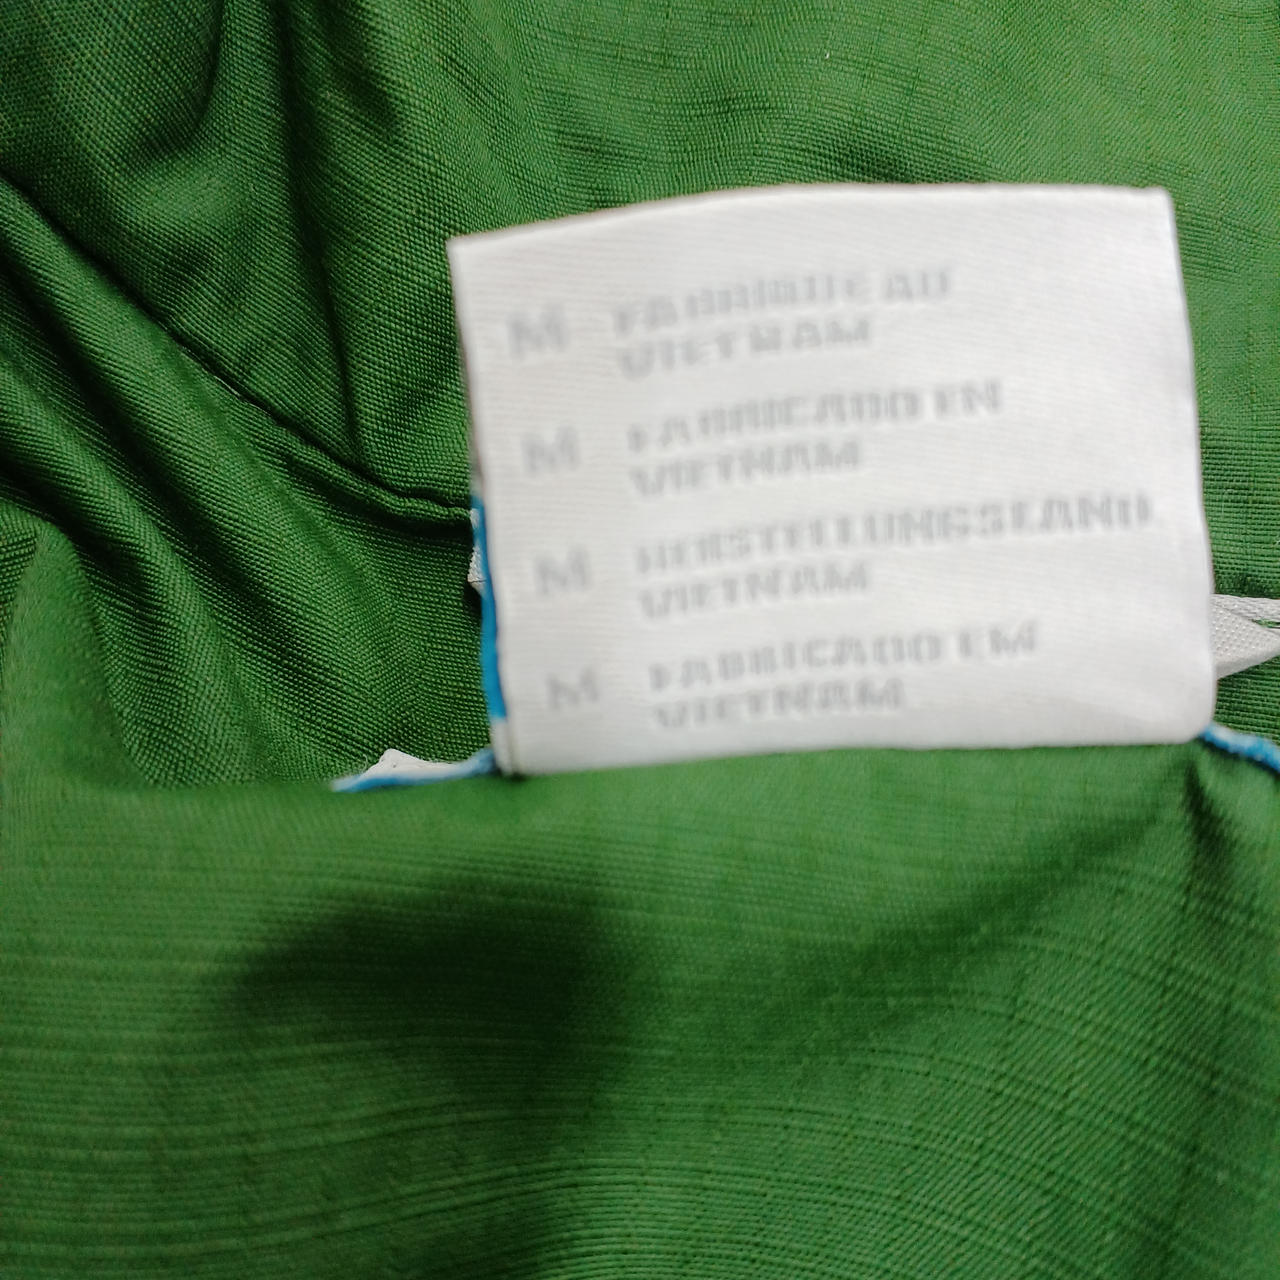 M FABRIQUE AU
VIETNAM
M FABRICADO EN
VIETNAM
M HERSTELLUNGSLAND
VIETNAM
M FABRICADO EM
VIETNAM